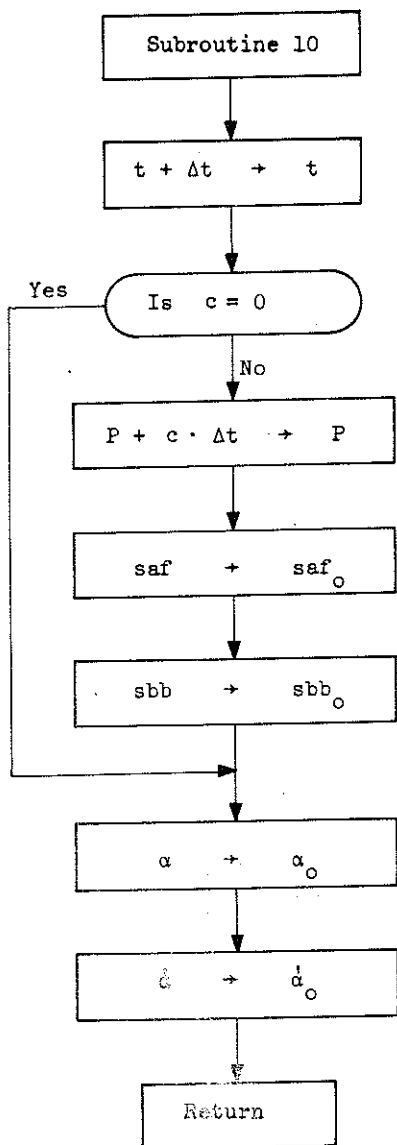 Subroutine 10
t + Δt → t
Yes
Is c = 0
No
P + c · Δt → P
saf → saf₀
sbb → sbb₀
α → α₀
α̇ → α̇₀
Return